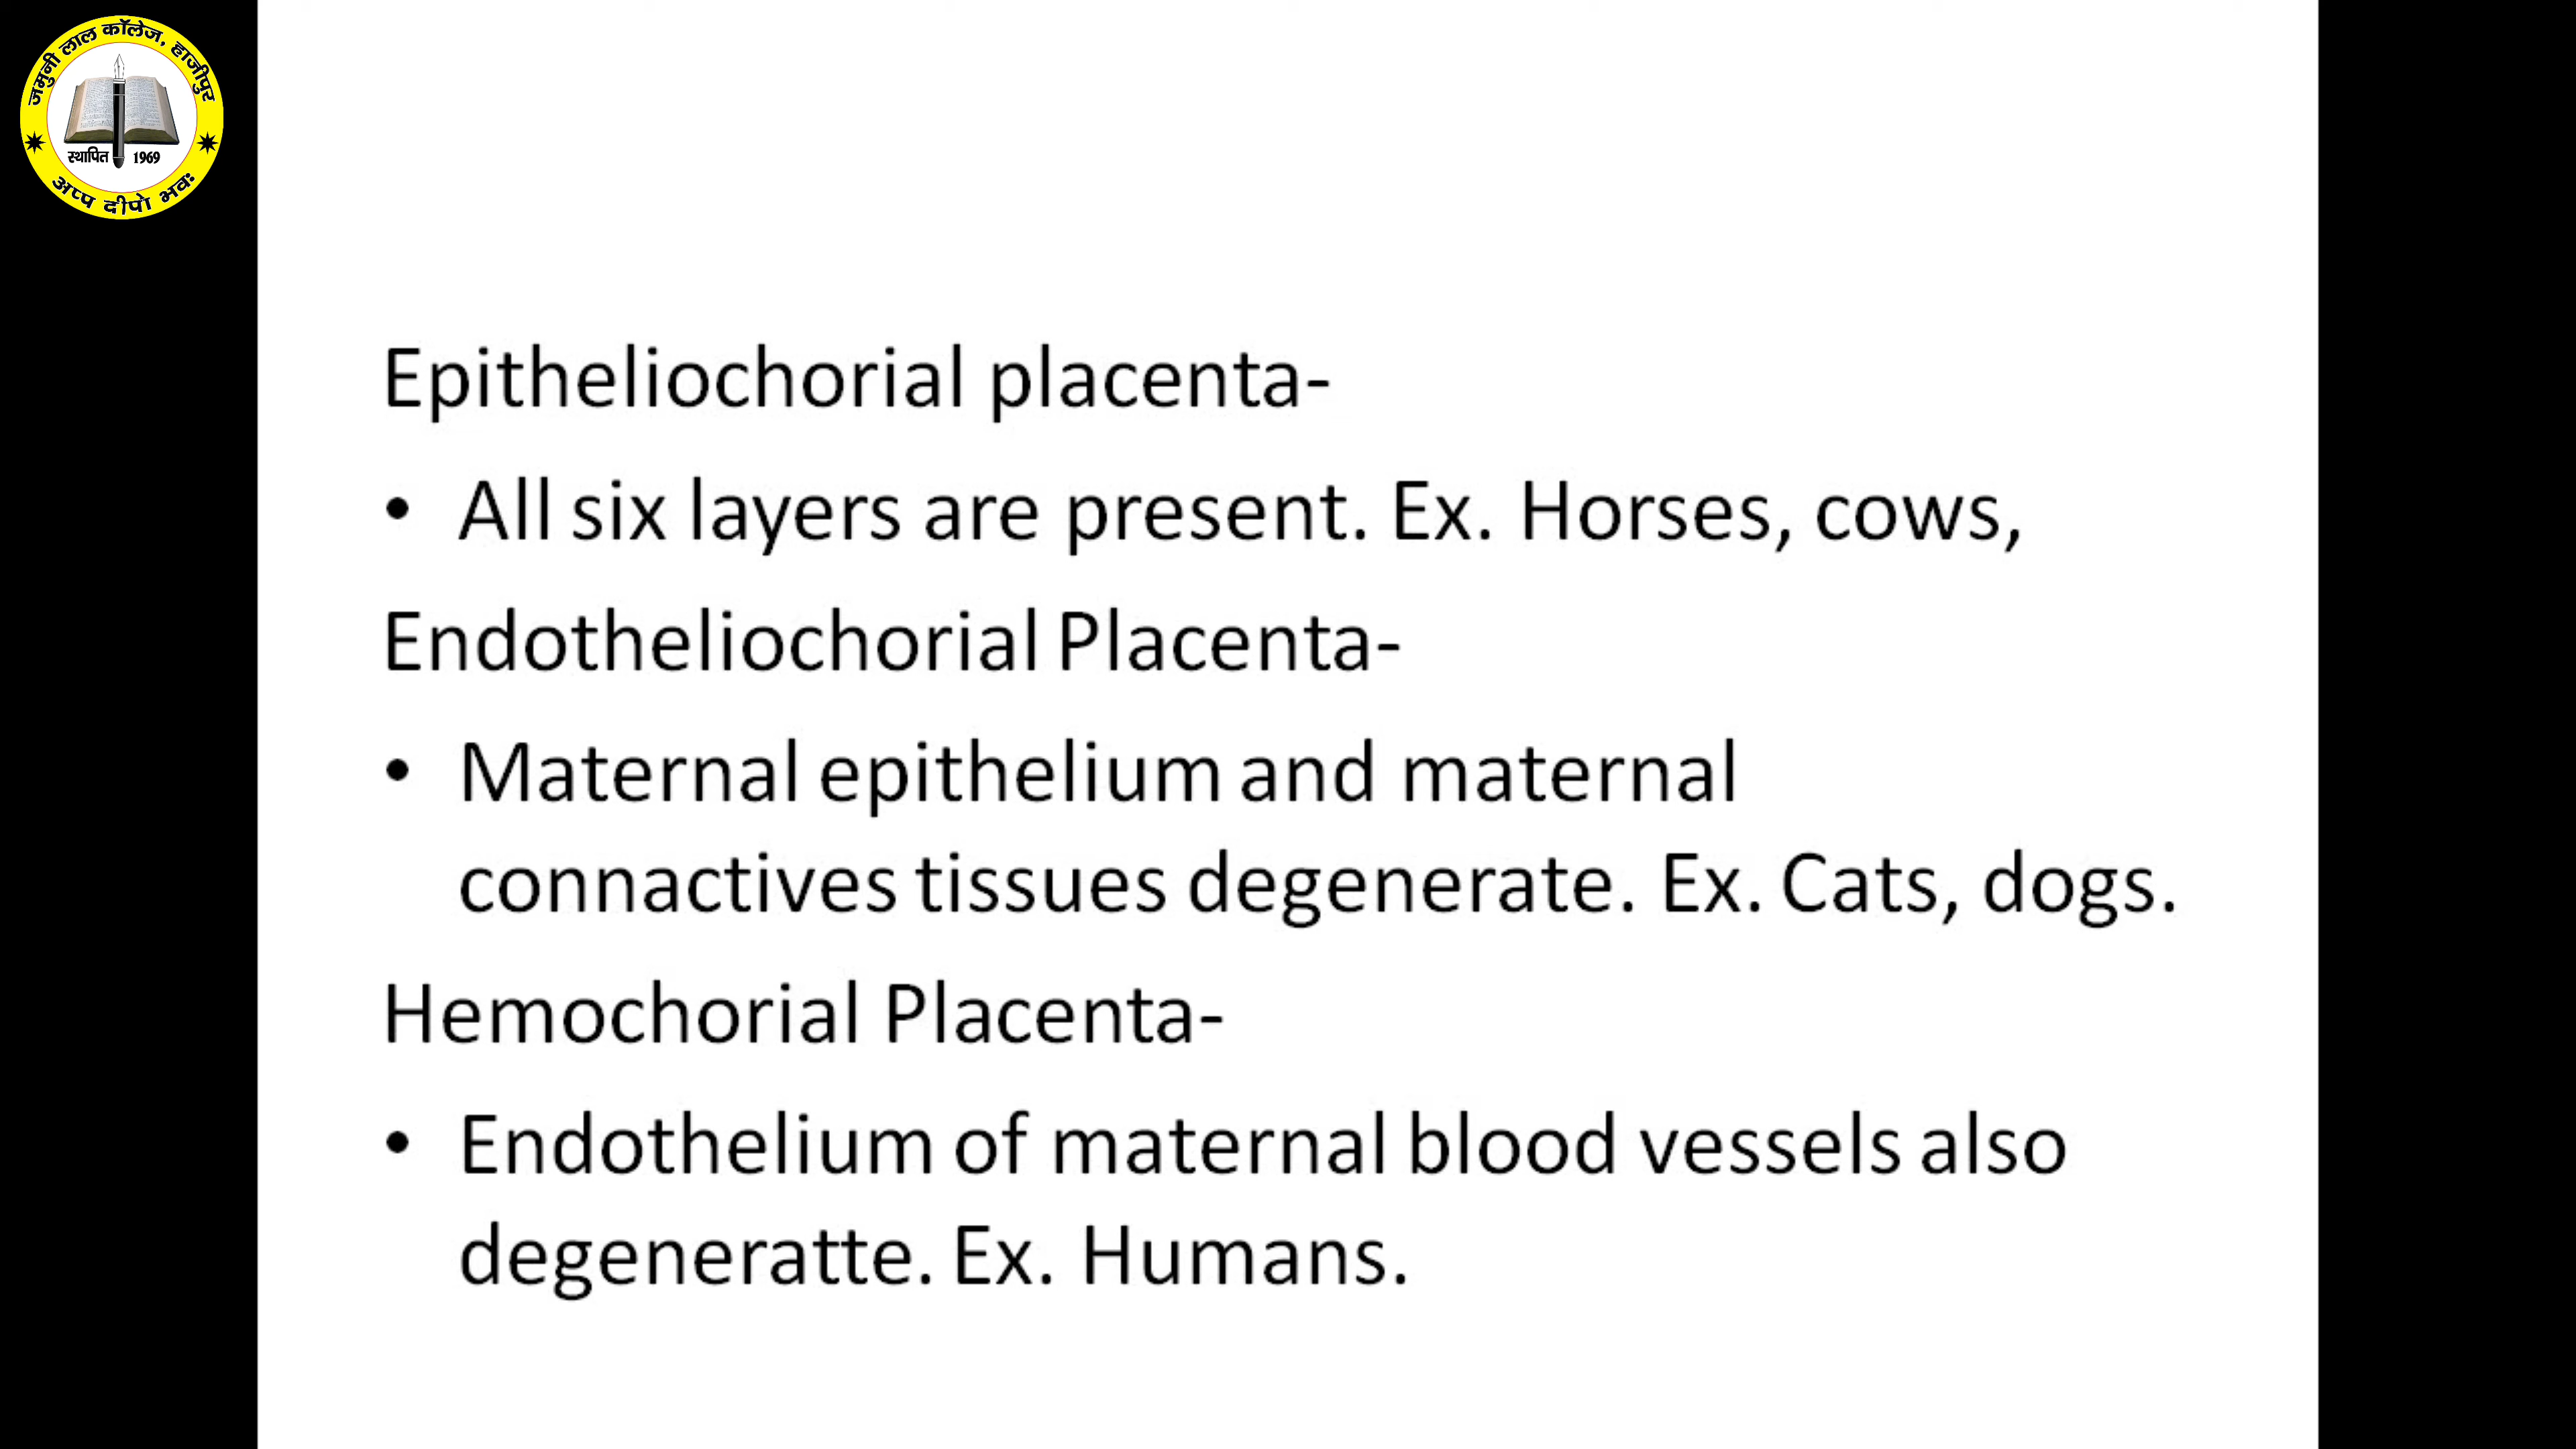 जमुनी लाल कॉलेज, हाजीपुर
स्थापित 1969
अप्प दीपो भवः
Epitheliochorial placenta-
• All six layers are present. Ex. Horses, cows,
Endotheliochorial Placenta-
• Maternal epithelium and maternal
connactives tissues degenerate. Ex. Cats, dogs.
Hemochorial Placenta-
• Endothelium of maternal blood vessels also
degeneratte. Ex. Humans.